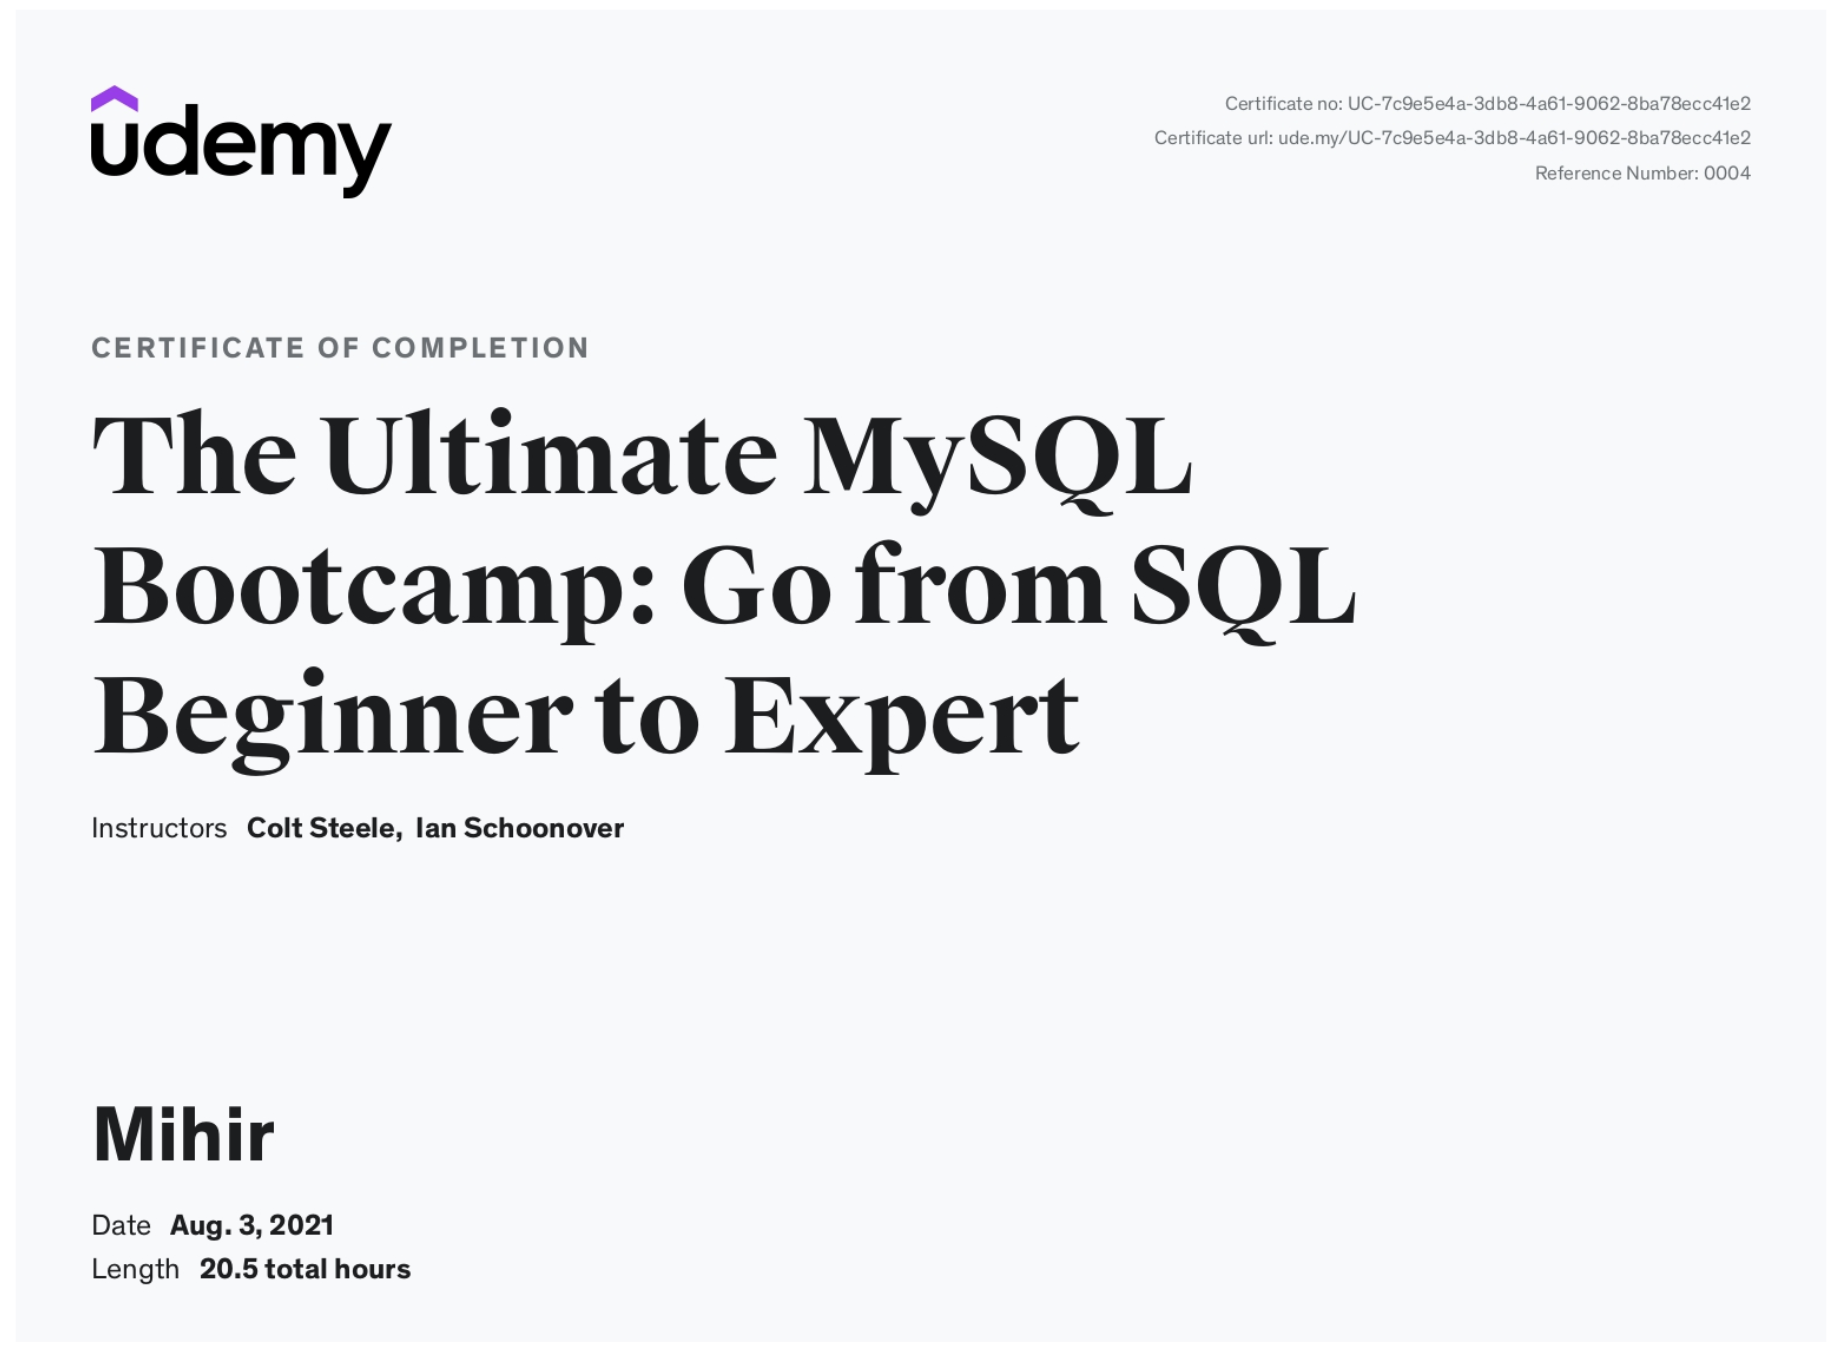 udemy
Certificate no: UC-7c9e5e4a-3db8-4a61-9062-8ba78ecc41e2
Certificate url: ude.my/UC-7c9e5e4a-3db8-4a61-9062-8ba78ecc41e2
Reference Number: 0004
CERTIFICATE OF COMPLETION
The Ultimate MySQL
Bootcamp: Go from SQL
Beginner to Expert
Instructors Colt Steele, Ian Schoonover
Mihir
Date Aug. 3, 2021
Length 20.5 total hours